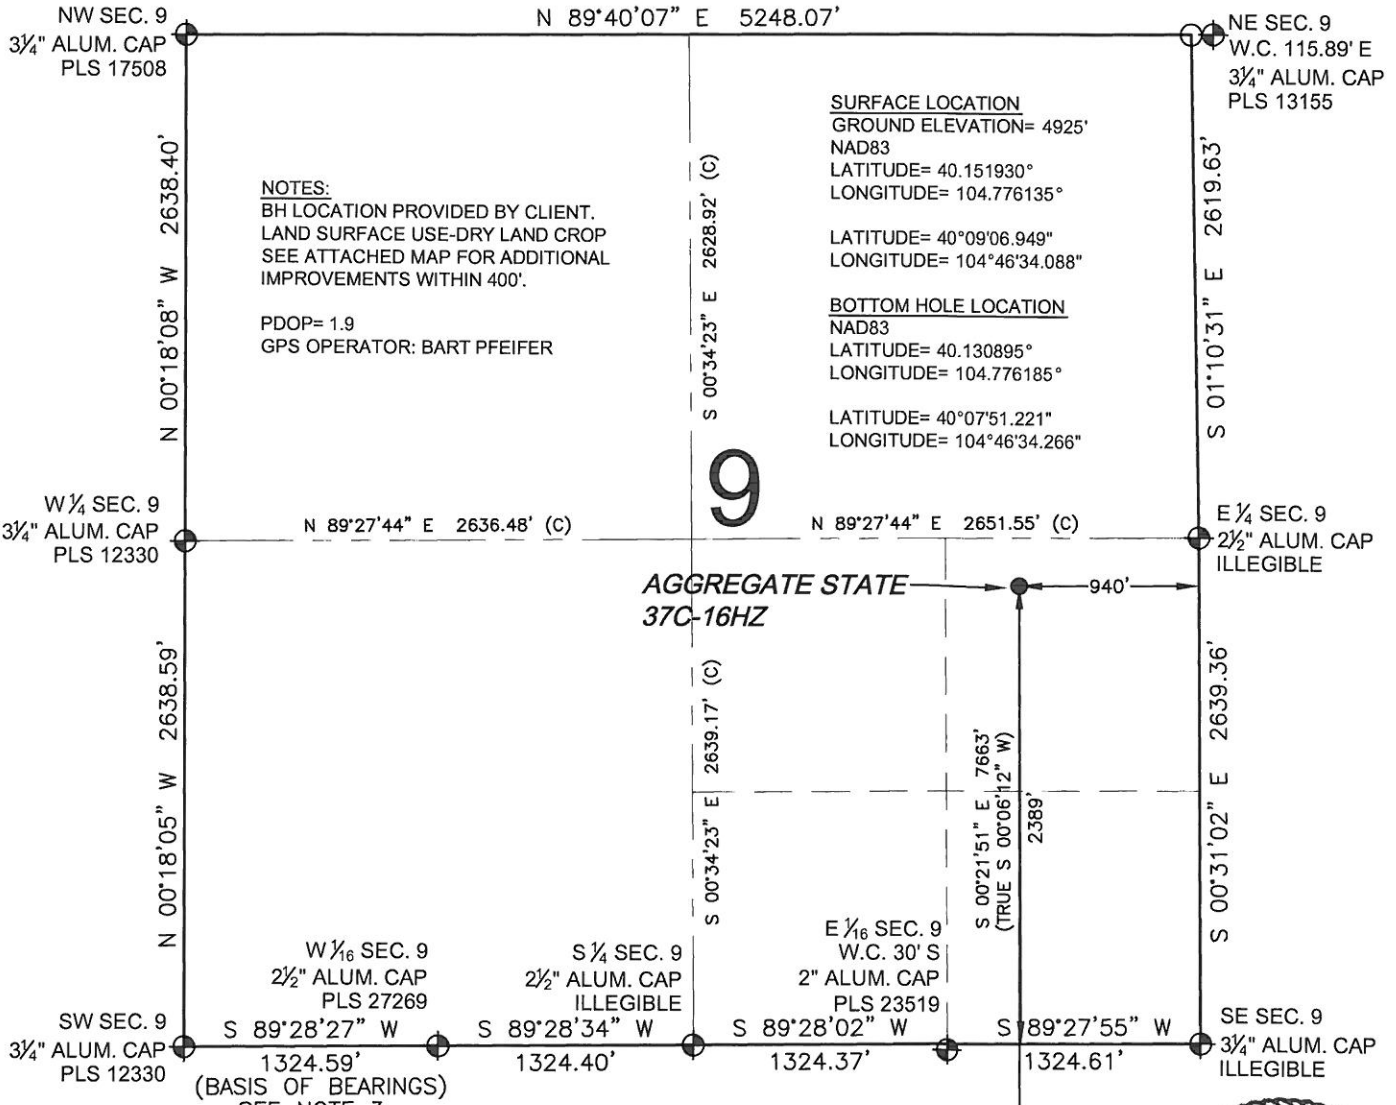 NW SEC. 9
3¼" ALUM. CAP
PLS 17508
N 89°40'07" E 5248.07'
NE SEC. 9
W.C. 115.89' E
3¼" ALUM. CAP
PLS 13155
N 00°18'08" W 2638.40'
NOTES:
BH LOCATION PROVIDED BY CLIENT.
LAND SURFACE USE-DRY LAND CROP
SEE ATTACHED MAP FOR ADDITIONAL
IMPROVEMENTS WITHIN 400'.
PDOP= 1.9
GPS OPERATOR: BART PFEIFER
S 00°34'23" E 2628.92' (C)
SURFACE LOCATION
GROUND ELEVATION= 4925'
NAD83
LATITUDE= 40.151930°
LONGITUDE= 104.776135°
LATITUDE= 40°09'06.949"
LONGITUDE= 104°46'34.088"
BOTTOM HOLE LOCATION
NAD83
LATITUDE= 40.130895°
LONGITUDE= 104.776185°
LATITUDE= 40°07'51.221"
LONGITUDE= 104°46'34.266"
S 01°10'31" E 2619.63'
9
W ¼ SEC. 9
3¼" ALUM. CAP
PLS 12330
N 89°27'44" E 2636.48' (C)
N 89°27'44" E 2651.55' (C)
E ¼ SEC. 9
2½" ALUM. CAP
ILLEGIBLE
AGGREGATE STATE
37C-16HZ
940'
N 00°18'05" W 2638.59'
S 00°34'23" E 2639.17' (C)
S 00°21'51" E 7663'
(TRUE S 00°06'12" W)
2389'
S 00°31'02" E 2639.36'
W 1⁄16 SEC. 9
2½" ALUM. CAP
PLS 27269
S ¼ SEC. 9
2½" ALUM. CAP
ILLEGIBLE
E 1⁄16 SEC. 9
W.C. 30' S
2" ALUM. CAP
PLS 23519
SW SEC. 9
3¼" ALUM. CAP
PLS 12330
S 89°28'27" W
1324.59'
(BASIS OF BEARINGS)
SEE NOTE 3
S 89°28'34" W
1324.40'
S 89°28'02" W
1324.37'
S 89°27'55" W
1324.61'
SE SEC. 9
3¼" ALUM. CAP
ILLEGIBLE